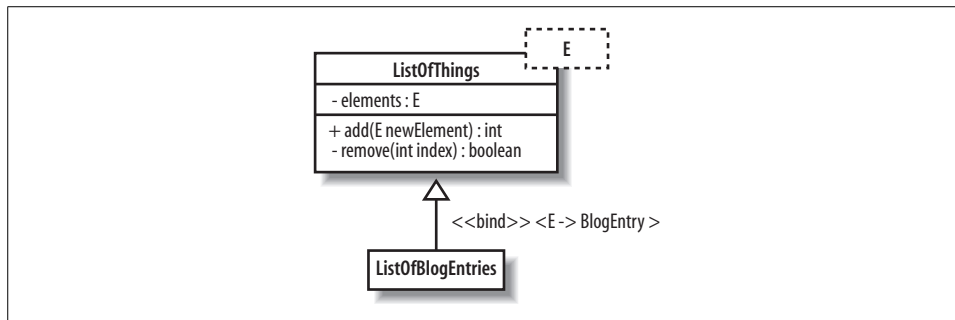 E
ListOfThings
- elements : E
+ add(E newElement) : int
- remove(int index) : boolean
<<bind>> <E -> BlogEntry >
ListOfBlogEntries